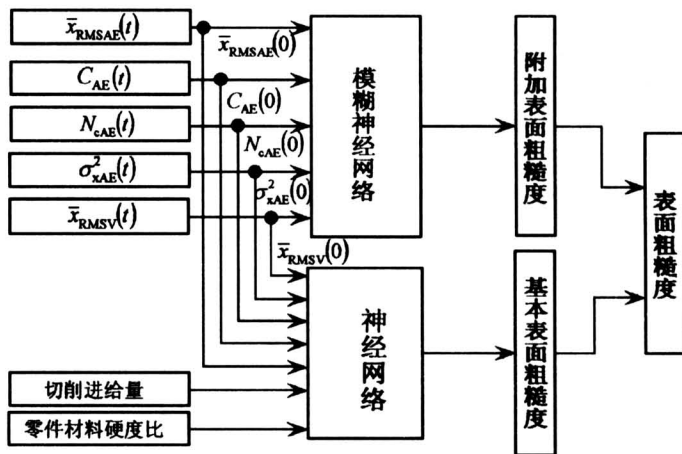 x̄RMSAE(t)
CAE(t)
NcAE(t)
σ²xAE(t)
x̄RMSV(t)
切削进给量
零件材料硬度比
x̄RMSAE(0)
CAE(0)
NcAE(0)
σ²xAE(0)
x̄RMSV(0)
模糊神经网络
神经网络
附加表面粗糙度
基本表面粗糙度
表面粗糙度